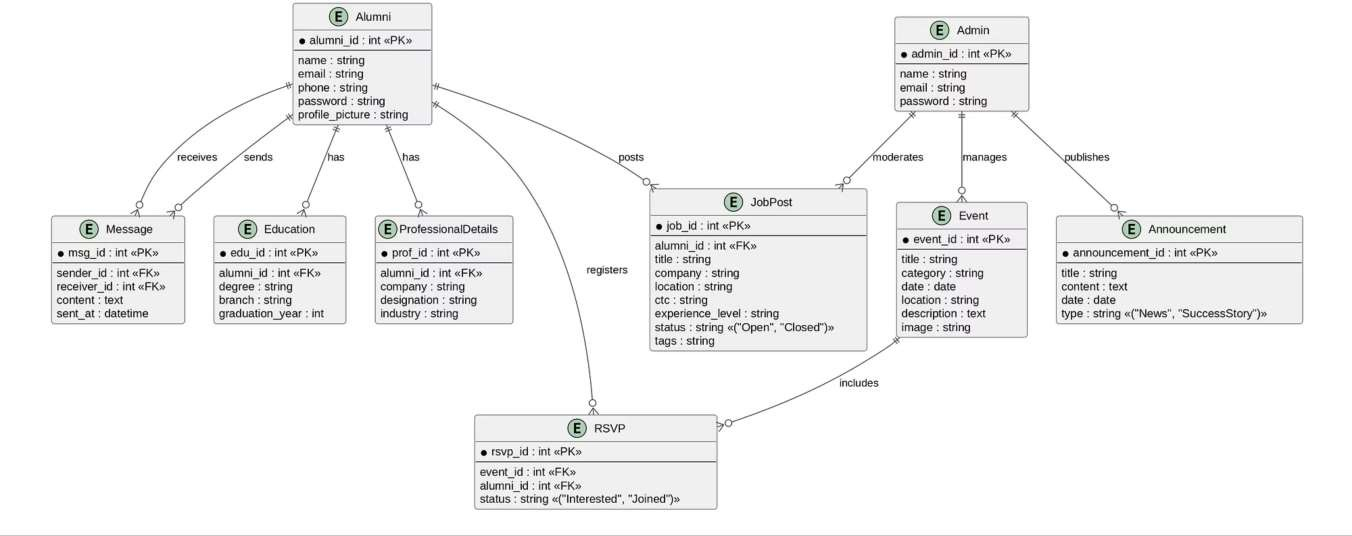 E Alumni
alumni_id : int «PK»
name : string
email : string
phone : string
password : string
profile_picture : string
E Admin
admin_id : int «PK»
name : string
email : string
password : string
receives
sends
has
has
posts
moderates
manages
publishes
E Message
msg_id : int «PK»
sender_id : int «FK»
receiver_id : int «FK»
content : text
sent_at : datetime
E Education
edu_id : int «PK»
alumni_id : int «FK»
degree : string
branch : string
graduation_year : int
E ProfessionalDetails
prof_id : int «PK»
alumni_id : int «FK»
company : string
designation : string
industry : string
registers
E JobPost
job_id : int «PK»
alumni_id : int «FK»
title : string
company : string
location : string
ctc : string
experience_level : string
status : string «("Open", "Closed")»
tags : string
E Event
event_id : int «PK»
title : string
category : string
date : date
location : string
description : text
image : string
E Announcement
announcement_id : int «PK»
title : string
content : text
date : date
type : string «("News", "SuccessStory")»
includes
E RSVP
rsvp_id : int «PK»
event_id : int «FK»
alumni_id : int «FK»
status : string «("Interested", "Joined")»